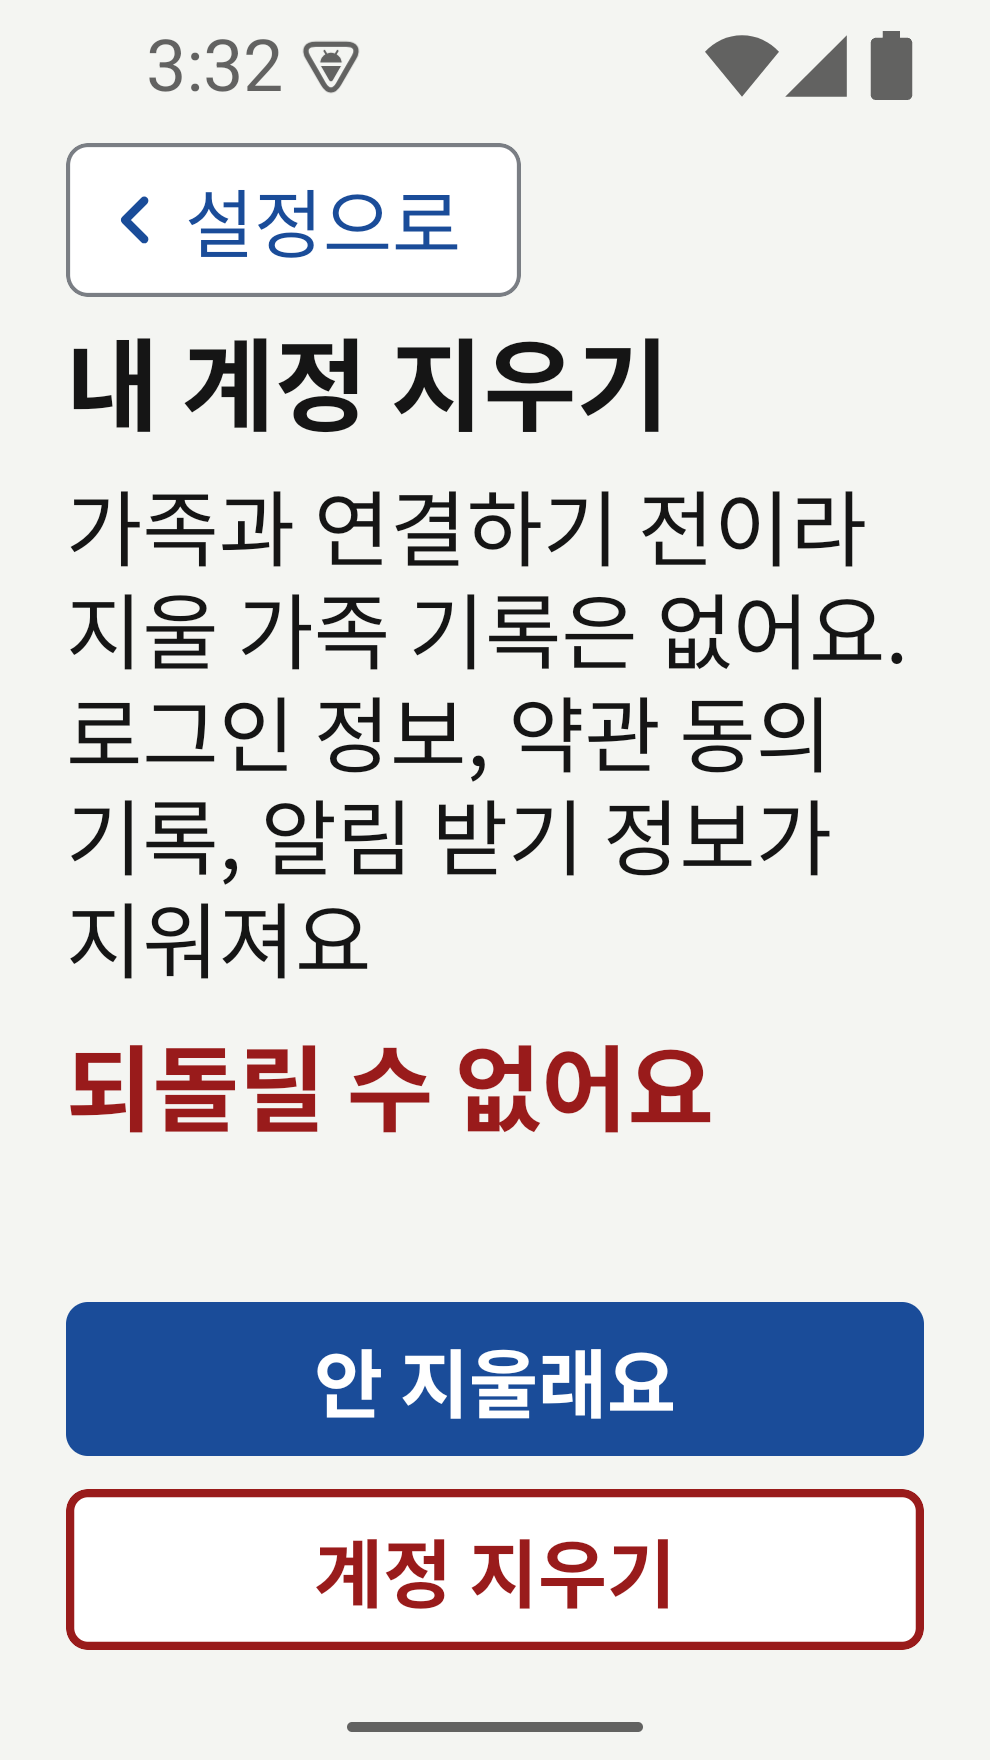 3:32
설정으로
내 계정 지우기
가족과 연결하기 전이라
지울 가족 기록은 없어요.
로그인 정보, 약관 동의
기록, 알림 받기 정보가
지워져요
되돌릴 수 없어요
안 지울래요
계정 지우기